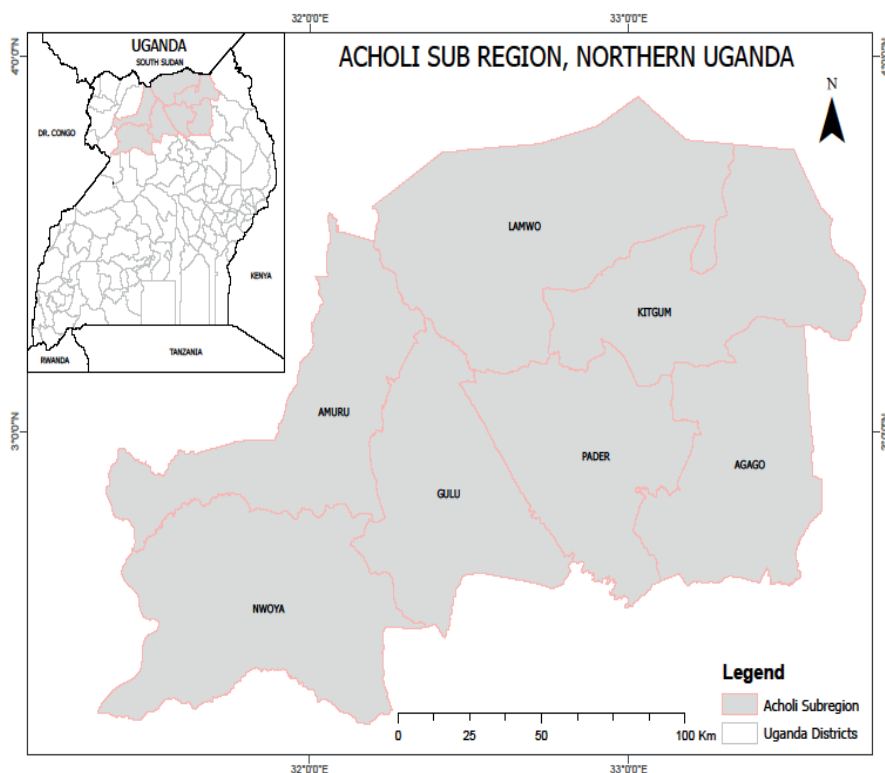 32°0'0"E
33°0'0"E
4°0'0"N
UGANDA
SOUTH SUDAN
DR. CONGO
KENYA
RWANDA
TANZANIA
ACHOLI SUB REGION, NORTHERN UGANDA
N
LAMWO
KITGUM
AMURU
PADER
AGAGO
GULU
NWOYA
3°0'0"N
Legend
Acholi Subregion
Uganda Districts
0
25
50
100 Km
32°0'0"E
33°0'0"E